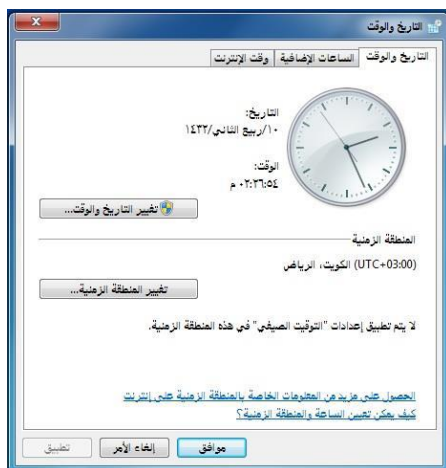 التاريخ والوقت
التاريخ والوقت
الساعات الإضافية
وقت الإنترنت
التاريخ:
١٠/ربيع الثاني/١٤٣٢
الوقت:
٠٢:٢٦:٥٤ م
تغيير التاريخ والوقت...
المنطقة الزمنية
(UTC+03:00) الكويت، الرياض
تغيير المنطقة الزمنية...
لا يتم تطبيق إعدادات "التوقيت الصيفي" في هذه المنطقة الزمنية.
الحصول على مزيد من المعلومات الخاصة بالمنطقة الزمنية على إنترنت
كيف يمكن تعيين الساعة والمنطقة الزمنية؟
موافق
إلغاء الأمر
تطبيق